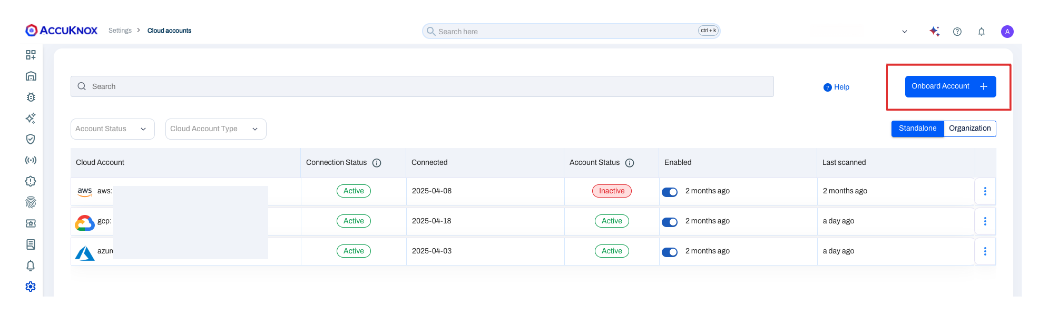 ACCUKNOX Settings > Cloud accounts Search here ctrl+k A
Search Help Onboard Account +
Account Status Cloud Account Type Standalone Organization
Cloud Account Connection Status Connected Account Status Enabled Last scanned
aws aws: Active 2025-04-08 Inactive 2 months ago 2 months ago
gcp: Active 2025-04-18 Active 2 months ago a day ago
azun Active 2025-04-03 Active 2 months ago a day ago